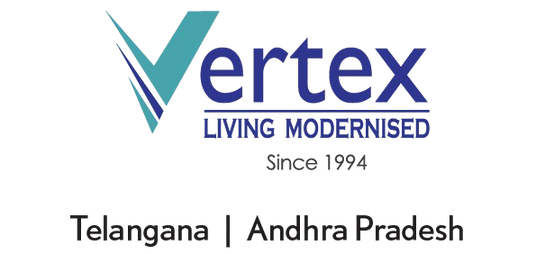 Vertex
LIVING MODERNISED
Since 1994
Telangana | Andhra Pradesh